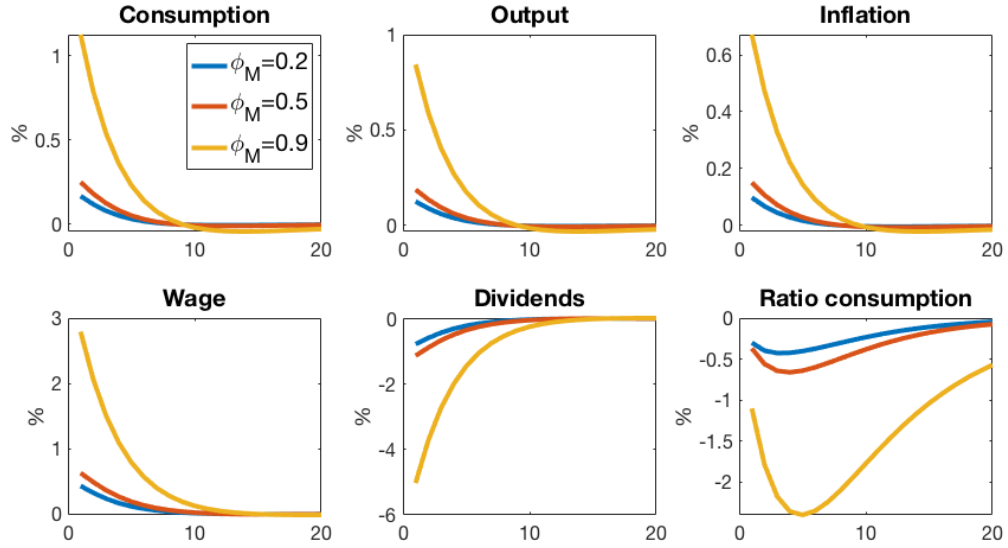 Consumption
%
1
0.5
0
0 10 20
ϕM=0.2
ϕM=0.5
ϕM=0.9
Output
%
1
0.5
0
0 10 20
Inflation
%
0.6
0.4
0.2
0
0 10 20
Wage
%
3
2
1
0
0 10 20
Dividends
%
0
-2
-4
-6
0 10 20
Ratio consumption
%
0
-0.5
-1
-1.5
-2
0 10 20